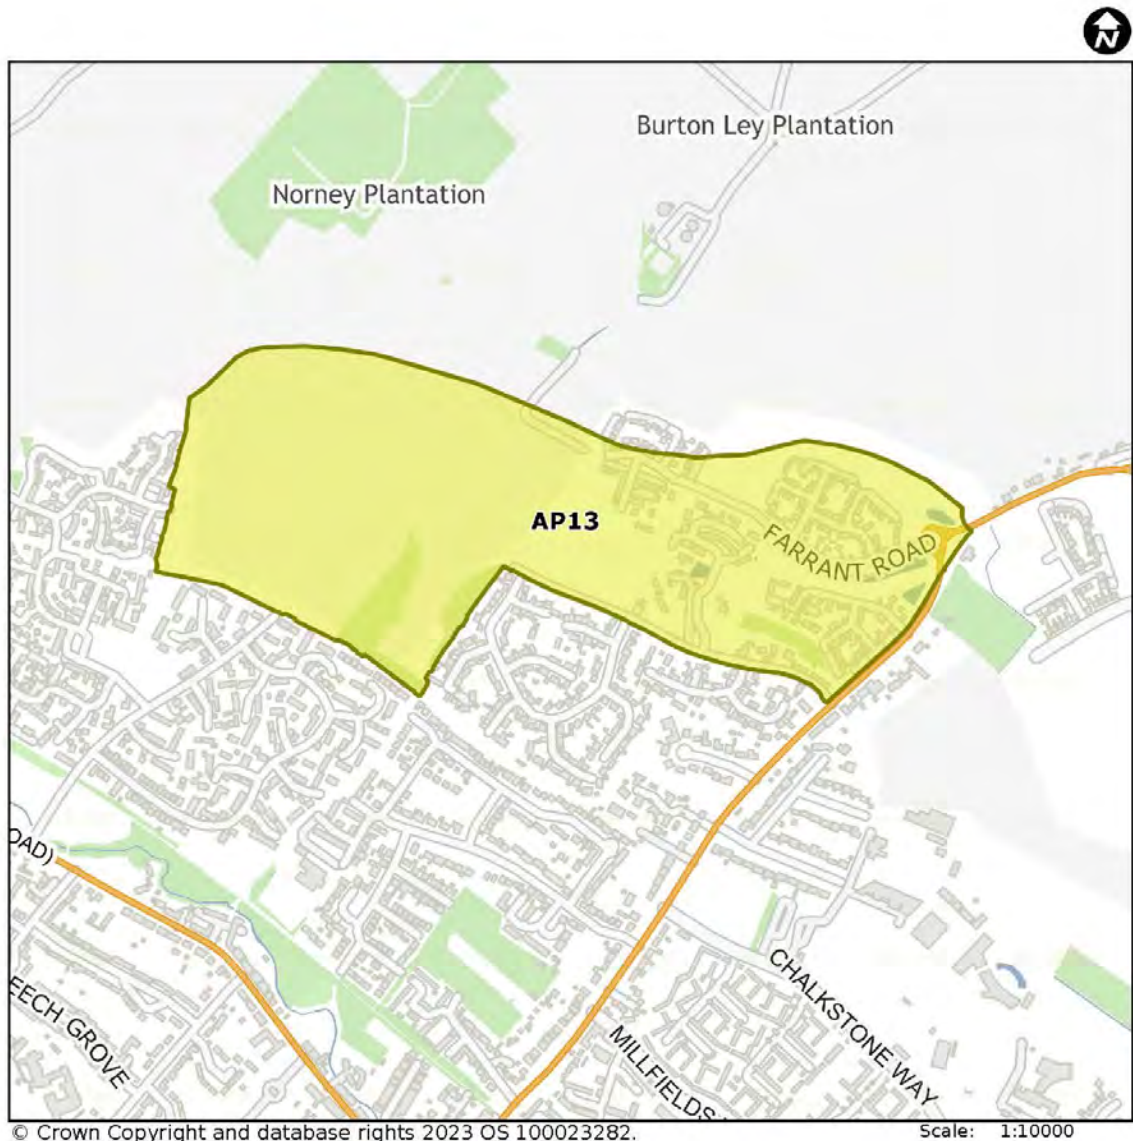 N
Burton Ley Plantation
Norney Plantation
AP13
FARRANT ROAD
OAD)
EECH GROVE
CHALKSTONE WAY
MILLFIELDS
© Crown Copyright and database rights 2023 OS 100023282.
Scale: 1:10000